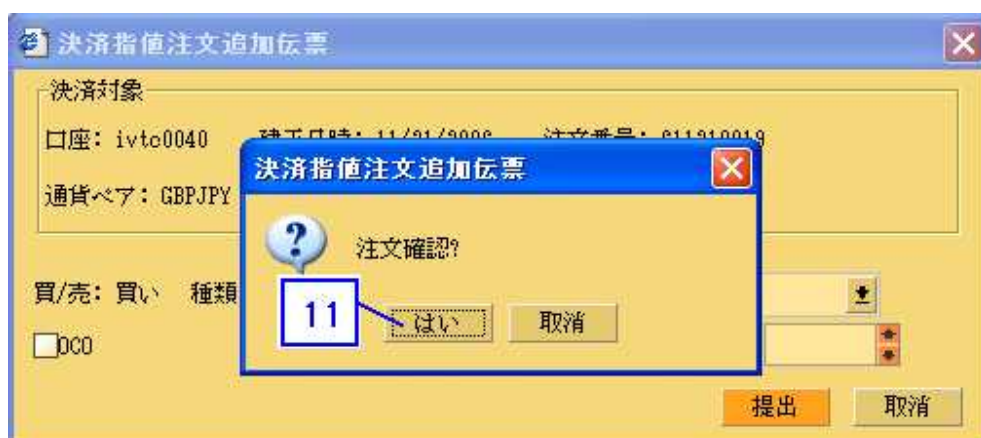 決済指値注文追加伝票
決済対象
口座: ivtc0040
通貨ペア: GBPJPY
決済指値注文追加伝票
注文確認?
11
はい 取消
買/売: 買い 種類
OCO
提出 取消